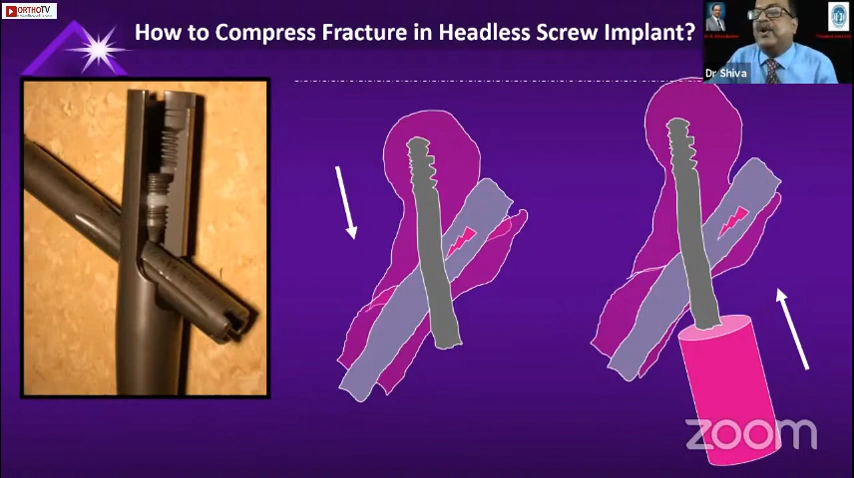 ORTHOTV
How to Compress Fracture in Headless Screw Implant?
Dr Shiva
zoom